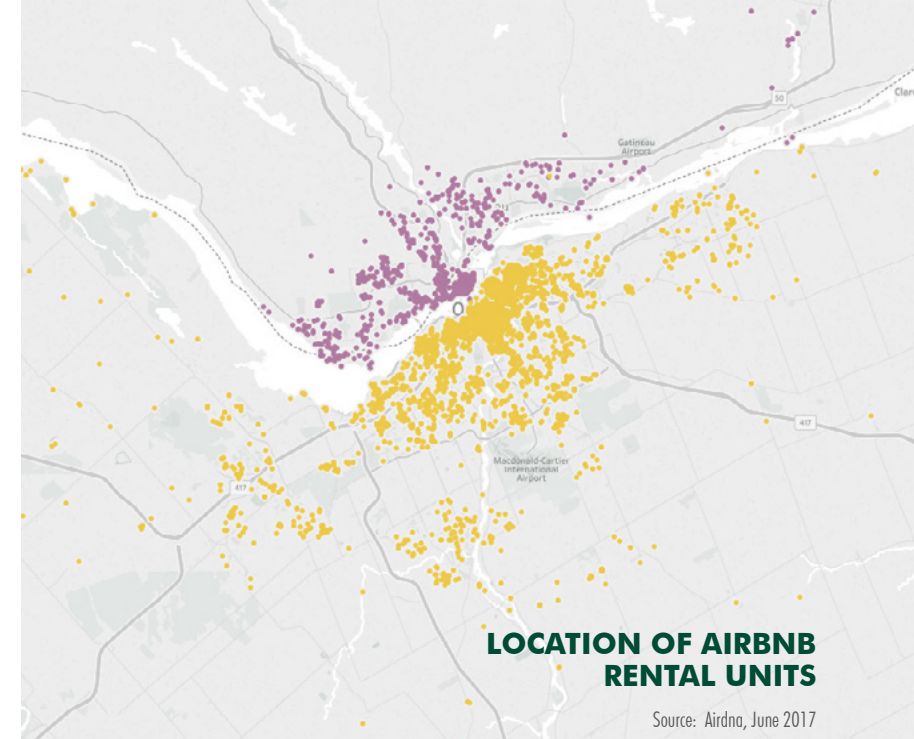 50
Gatineau
Airport
O
417
Macdonald-Cartier
International
Airport
417
LOCATION OF AIRBNB
RENTAL UNITS
Source: Airdna, June 2017